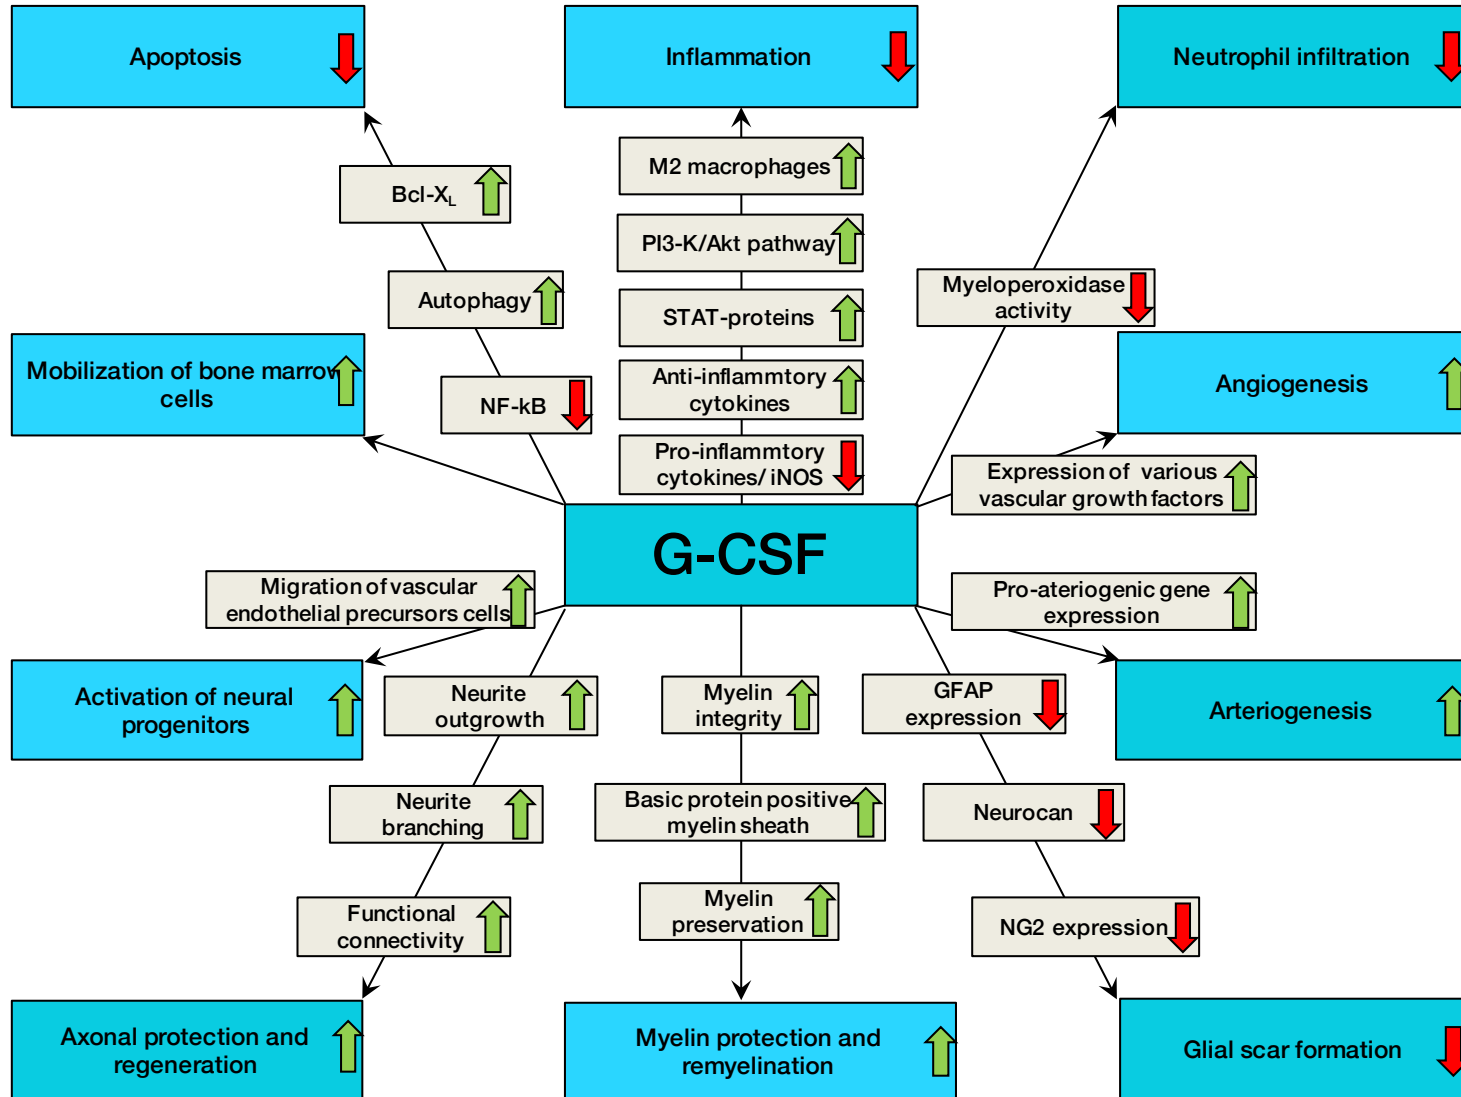 Apoptosis
Inflammation
Neutrophil infiltration
M2 macrophages
Bcl-XL
PI3-K/Akt pathway
Autophagy
Myeloperoxidase
activity
STAT-proteins
Mobilization of bone marrow
cells
Anti-inflammtory
cytokines
Angiogenesis
NF-kB
Pro-inflammtory
cytokines/ iNOS
Expression of various
vascular growth factors
G-CSF
Migration of vascular
endothelial precursors cells
Pro-ateriogenic gene
expression
Activation of neural
progenitors
Neurite
outgrowth
Myelin
integrity
GFAP
expression
Arteriogenesis
Neurite
branching
Basic protein positive
myelin sheath
Neurocan
Functional
connectivity
Myelin
preservation
NG2 expression
Axonal protection and
regeneration
Myelin protection and
remyelination
Glial scar formation